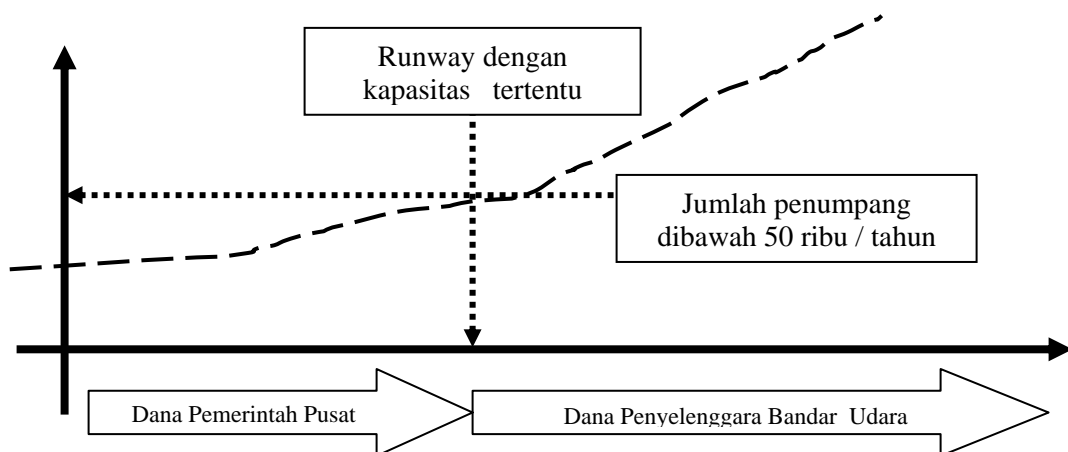 Runway dengan
kapasitas tertentu
Jumlah penumpang
dibawah 50 ribu / tahun
Dana Pemerintah Pusat
Dana Penyelenggara Bandar Udara